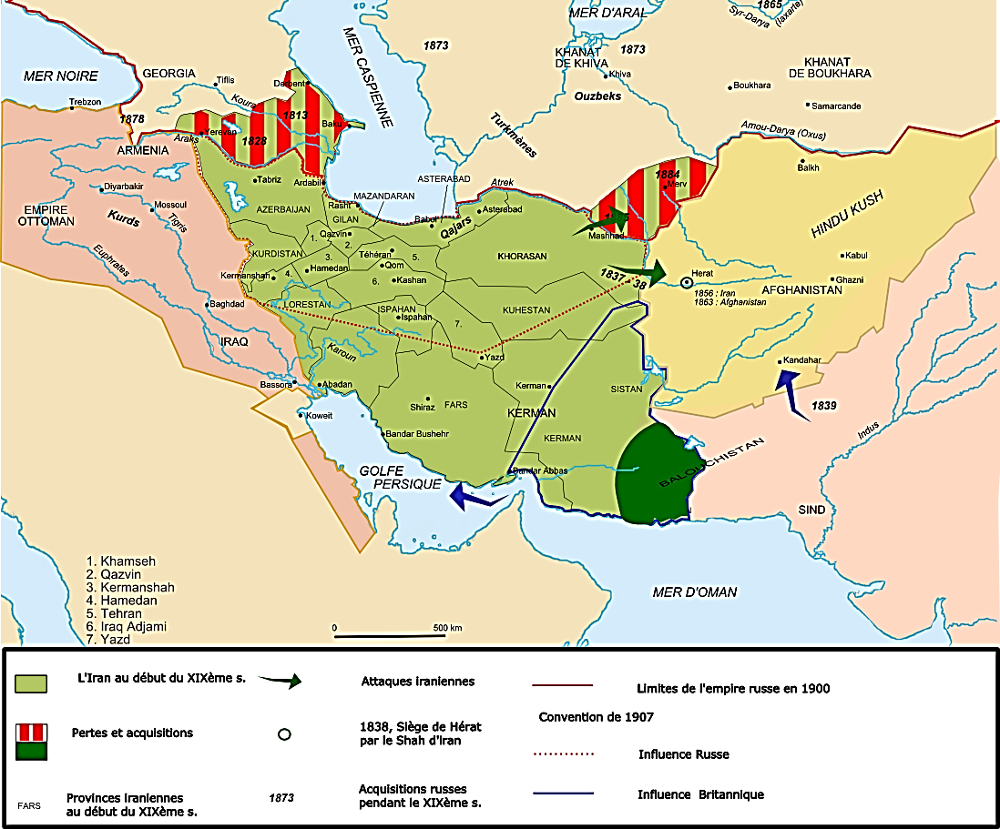 MER D'ARAL
1865
Syr-Darya (Iaxarte)
1873
MER CASPIENNE
KHANAT
DE KHIVA
1873
KHANAT
DE BOUKHARA
MER NOIRE
GEORGIA
Tiflis
Derbent
Khiva
Boukhara
Ouzbeks
Trebzon
Koura
1813
Samarcande
1878
Baku
Turkmènes
Amou-Darya (Oxus)
Yerevan
Araks
1828
ARMENIA
Balkh
Tabriz
Ardabil
ASTERABAD
Atrek
1884
Merv
Diyarbakir
Mossoul
EMPIRE
OTTOMAN
Kurds
Tigris
AZERBAIJAN
Rasht
MAZANDARAN
GILAN
Babol
Qajars
Asterabad
HINDU KUSH
Qazvin
1.
2.
Mashhad
Euphrates
KURDISTAN
3.
Téhéran
5.
KHORASAN
Kabul
Kermanshah
4.
Hamedan
Qom
6.
Kashan
1837 - 38
Herat
1856 : Iran
1863 : Afghanistan
Ghazni
AFGHANISTAN
Baghdad
LORESTAN
ISPAHAN
Ispahan
7.
KUHESTAN
IRAQ
Karoun
Yazd
Kandahar
Bassora
Abadan
Kerman
SISTAN
Shiraz
FARS
KERMAN
1839
Koweit
Bandar Bushehr
KERMAN
Indus
BALOUCHISTAN
GOLFE
PERSIQUE
Bandar Abbas
SIND
1. Khamseh
2. Qazvin
3. Kermanshah
4. Hamedan
5. Tehran
6. Iraq Adjami
7. Yazd
MER D'OMAN
0 500 km
L'Iran au début du XIXème s.
Attaques iraniennes
Limites de l'empire russe en 1900
Convention de 1907
Pertes et acquisitions
1838, Siège de Hérat
par le Shah d'Iran
Influence Russe
FARS
Provinces iraniennes
au début du XIXème s.
1873
Acquisitions russes
pendant le XIXème s.
Influence Britannique